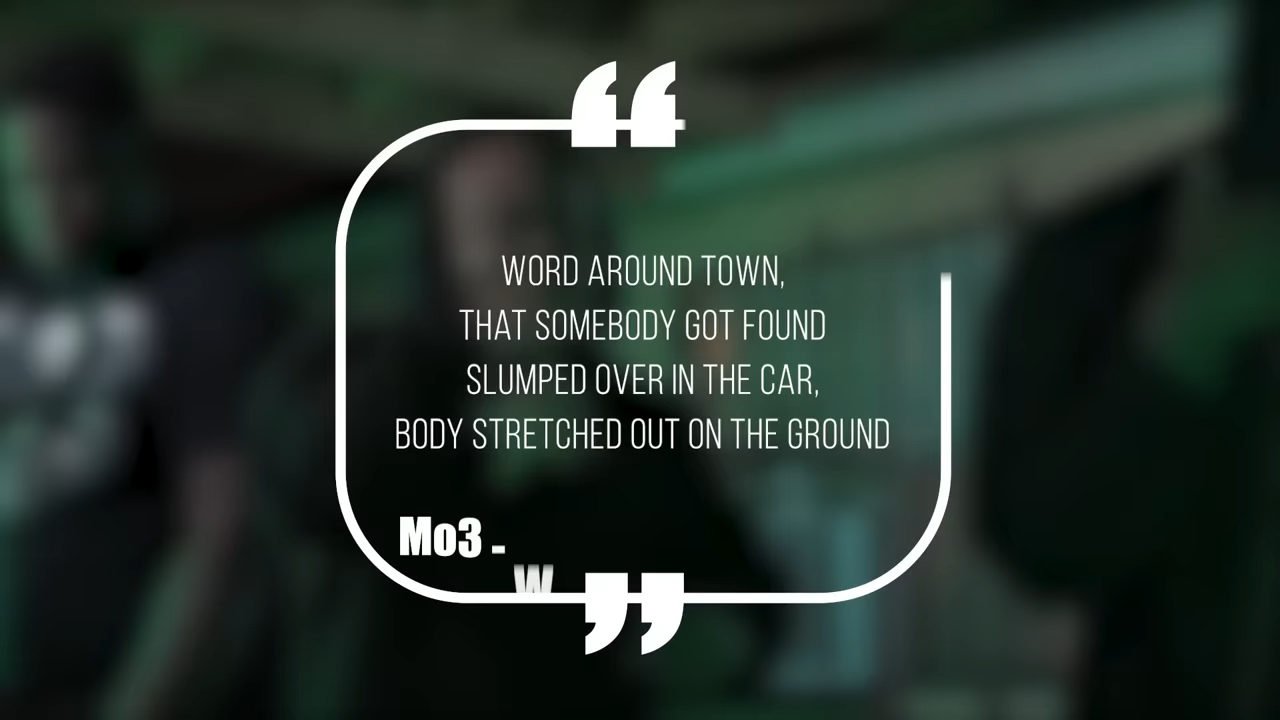 “
WORD AROUND TOWN,
THAT SOMEBODY GOT FOUND
SLUMPED OVER IN THE CAR,
BODY STRETCHED OUT ON THE GROUND
Mo3 -
W
”